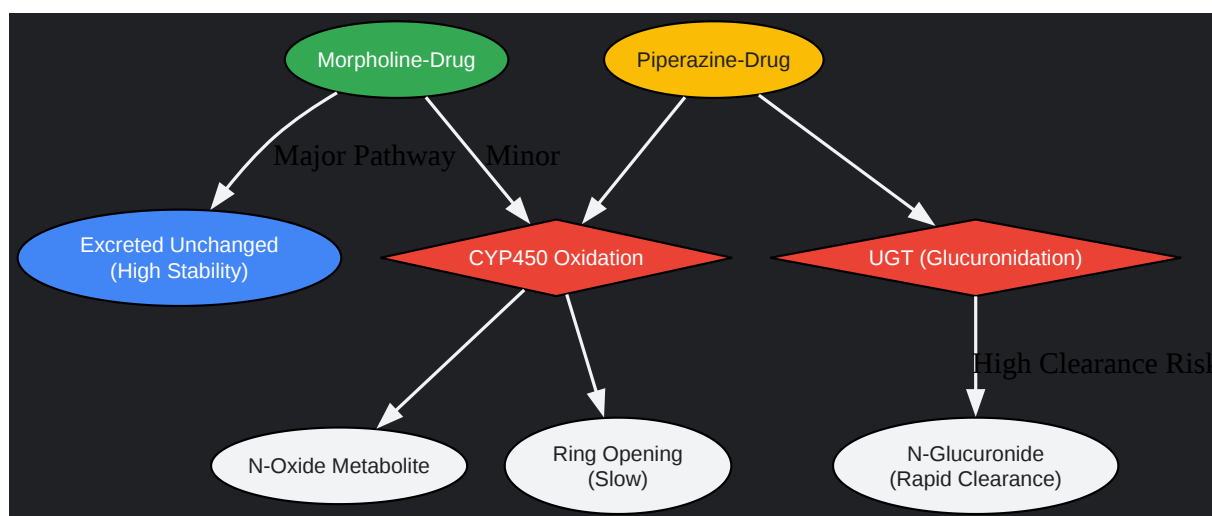 Morpholine-Drug
Piperazine-Drug
Major Pathway
Minor
Excreted Unchanged
(High Stability)
CYP450 Oxidation
UGT (Glucuronidation)
High Clearance Risk
N-Oxide Metabolite
Ring Opening
(Slow)
N-Glucuronide
(Rapid Clearance)